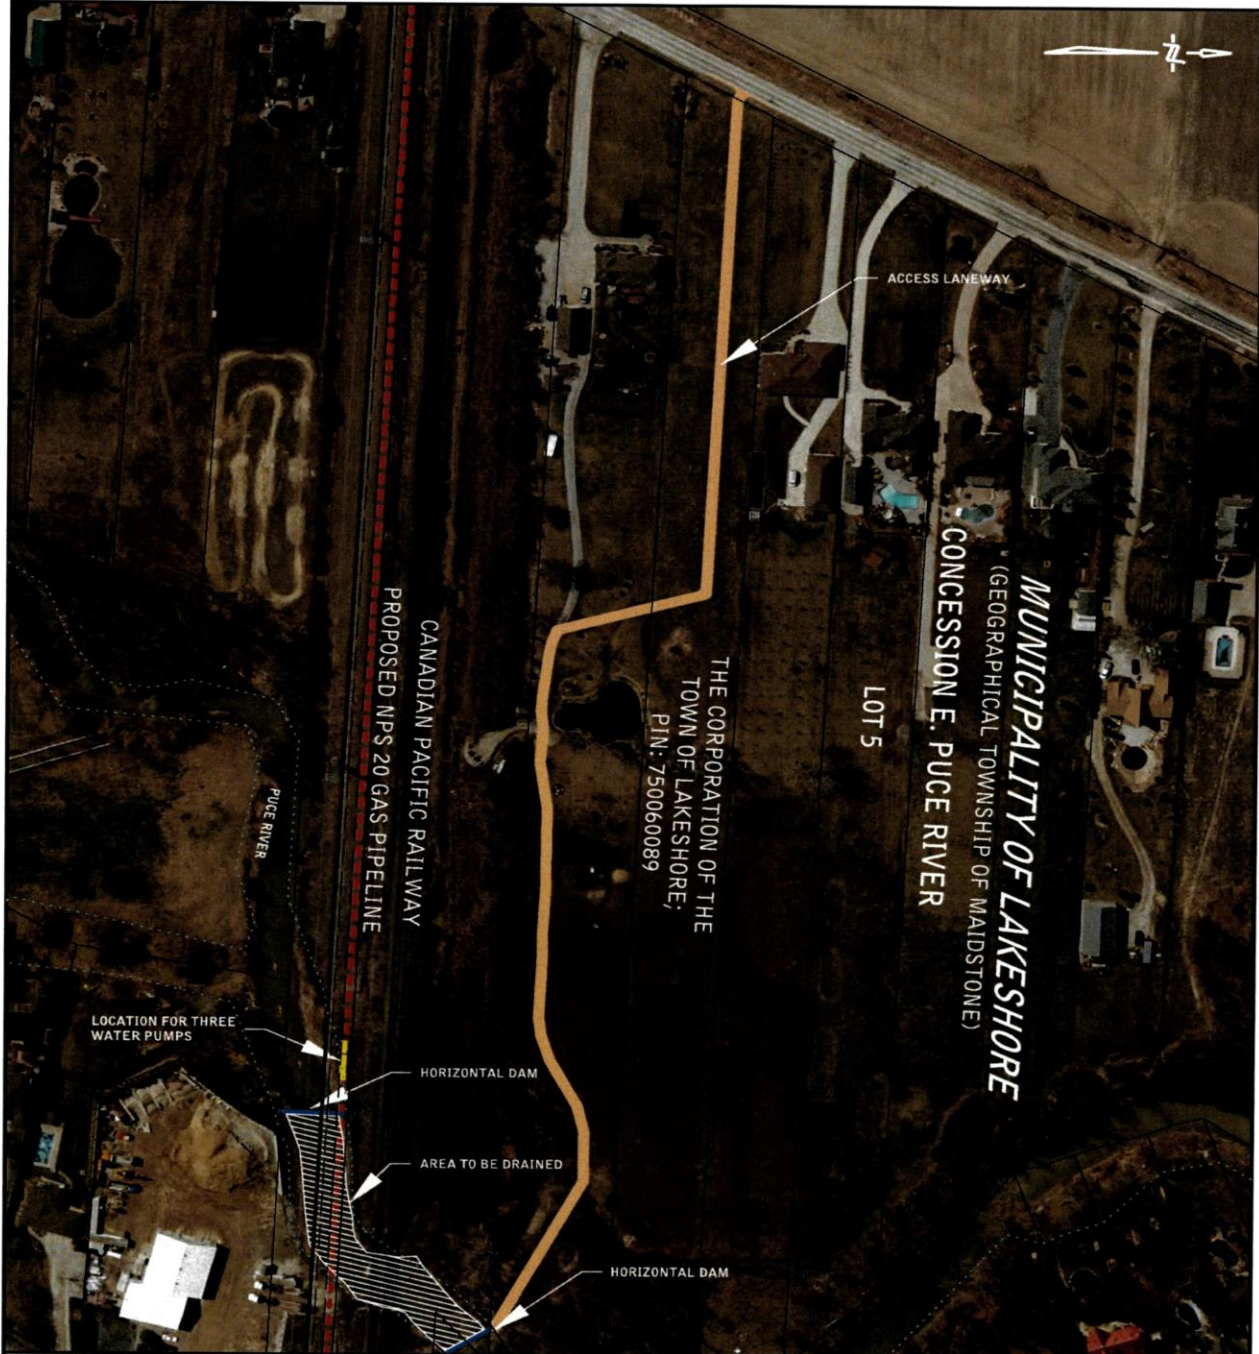 ACCESS LANEWAY
MUNICIPALITY OF LAKESHORE
(GEOGRAPHICAL TOWNSHIP OF MAIDSTONE)
CONCESSION E. PUCE RIVER
LOT 5
THE CORPORATION OF THE
TOWN OF LAKESHORE;
PIN: 750060089
CANADIAN PACIFIC RAILWAY
PROPOSED NPS 20 GAS PIPELINE
PUCE RIVER
LOCATION FOR THREE
WATER PUMPS
HORIZONTAL DAM
AREA TO BE DRAINED
HORIZONTAL DAM